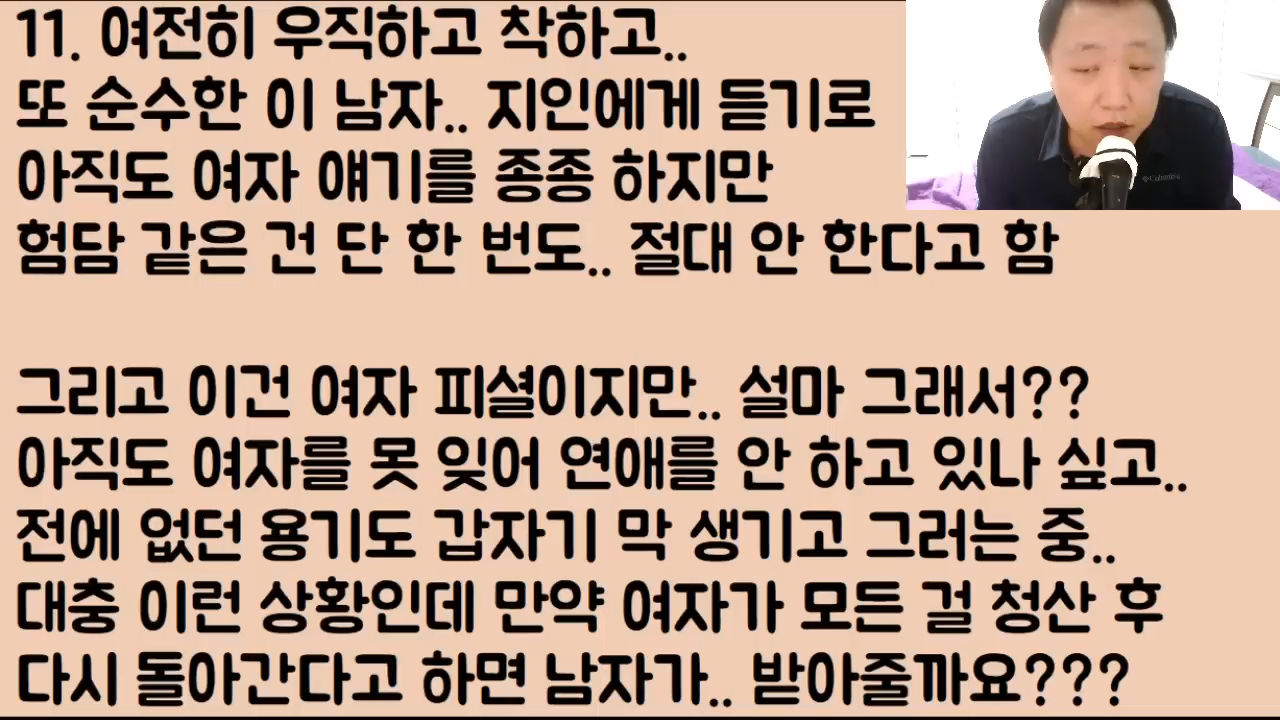 11. 여전히 우직하고 착하고..
또 순수한 이 남자.. 지인에게 듣기로
아직도 여자 얘기를 종종 하지만
험담 같은 건 단 한 번도.. 절대 안 한다고 함
그리고 이건 여자 피셜이지만.. 설마 그래서??
아직도 여자를 못 잊어 연애를 안 하고 있나 싶고..
전에 없던 용기도 갑자기 막 생기고 그러는 중..
대충 이런 상황인데 만약 여자가 모든 걸 청산 후
다시 돌아간다고 하면 남자가.. 받아줄까요???
Columbia